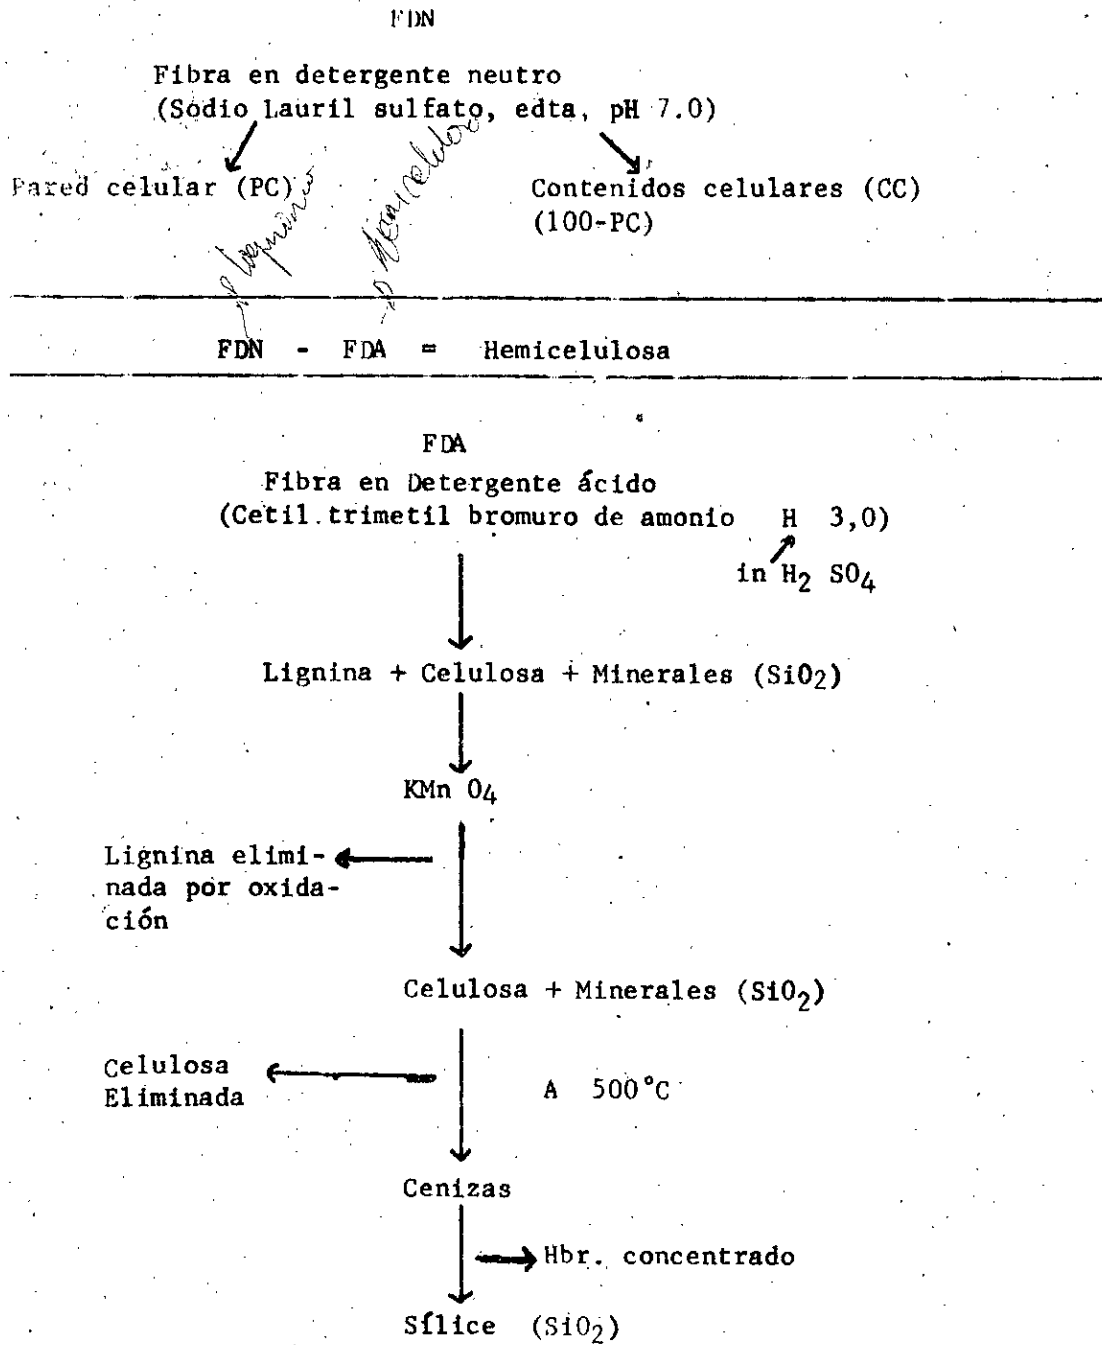 FDN
Fibra en detergente neutro
(Sodio Lauril sulfato, edta, pH 7.0)
Pared celular (PC)
Contenidos celulares (CC)
(100-PC)
FDN - FDA = Hemicelulosa
FDA
Fibra en Detergente ácido
(Cetil.trimetil bromuro de amonio H 3,0)
in H2 SO4
Lignina + Celulosa + Minerales (SiO2)
KMn O4
Lignina elimi-
nada por oxida-
ción
Celulosa + Minerales (SiO2)
Celulosa
Eliminada
A 500°C
Cenizas
Hbr. concentrado
Sílice (SiO2)